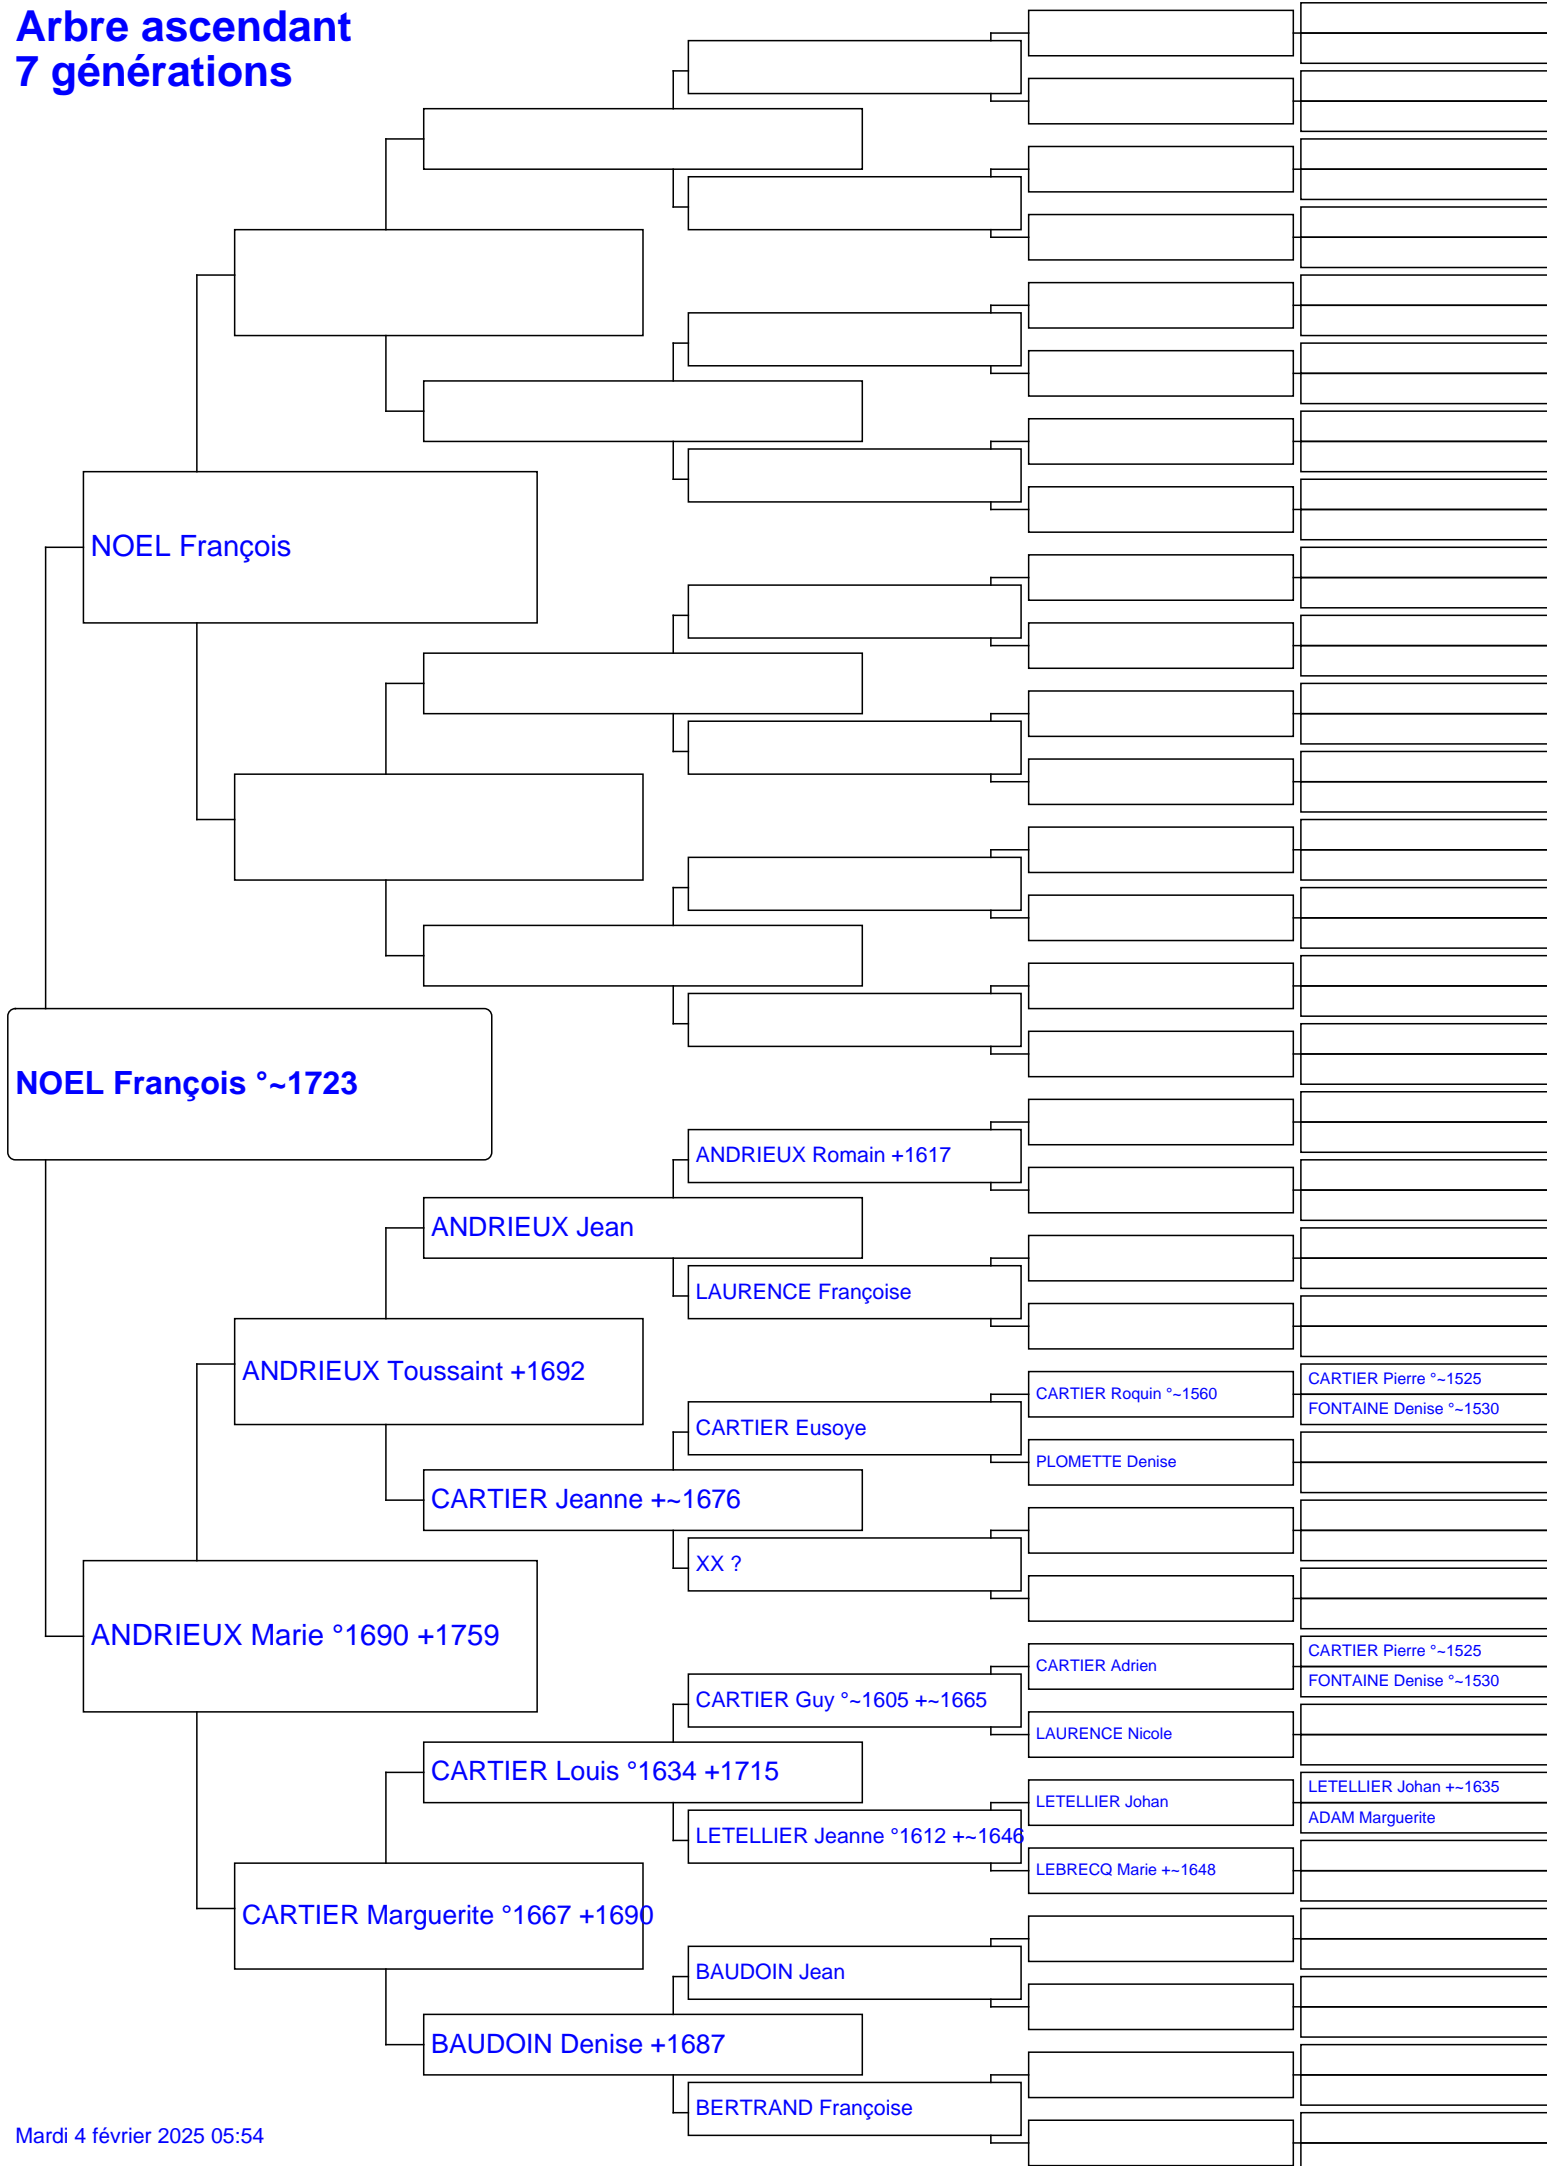 Arbre ascendant
7 générations
NOEL François
NOEL François °~1723
ANDRIEUX Romain +1617
ANDRIEUX Jean
LAURENCE Françoise
ANDRIEUX Toussaint +1692
CARTIER Pierre °~1525
CARTIER Roquin °~1560
FONTAINE Denise °~1530
CARTIER Eusoye
PLOMETTE Denise
CARTIER Jeanne +~1676
XX ?
ANDRIEUX Marie °1690 +1759
CARTIER Pierre °~1525
CARTIER Adrien
FONTAINE Denise °~1530
CARTIER Guy °~1605 +~1665
LAURENCE Nicole
CARTIER Louis °1634 +1715
LETELLIER Johan +~1635
LETELLIER Johan
ADAM Marguerite
LETELLIER Jeanne °1612 +~1646
LEBRECQ Marie +~1648
CARTIER Marguerite °1667 +1690
BAUDOIN Jean
BAUDOIN Denise +1687
BERTRAND Françoise
Mardi 4 février 2025 05:54